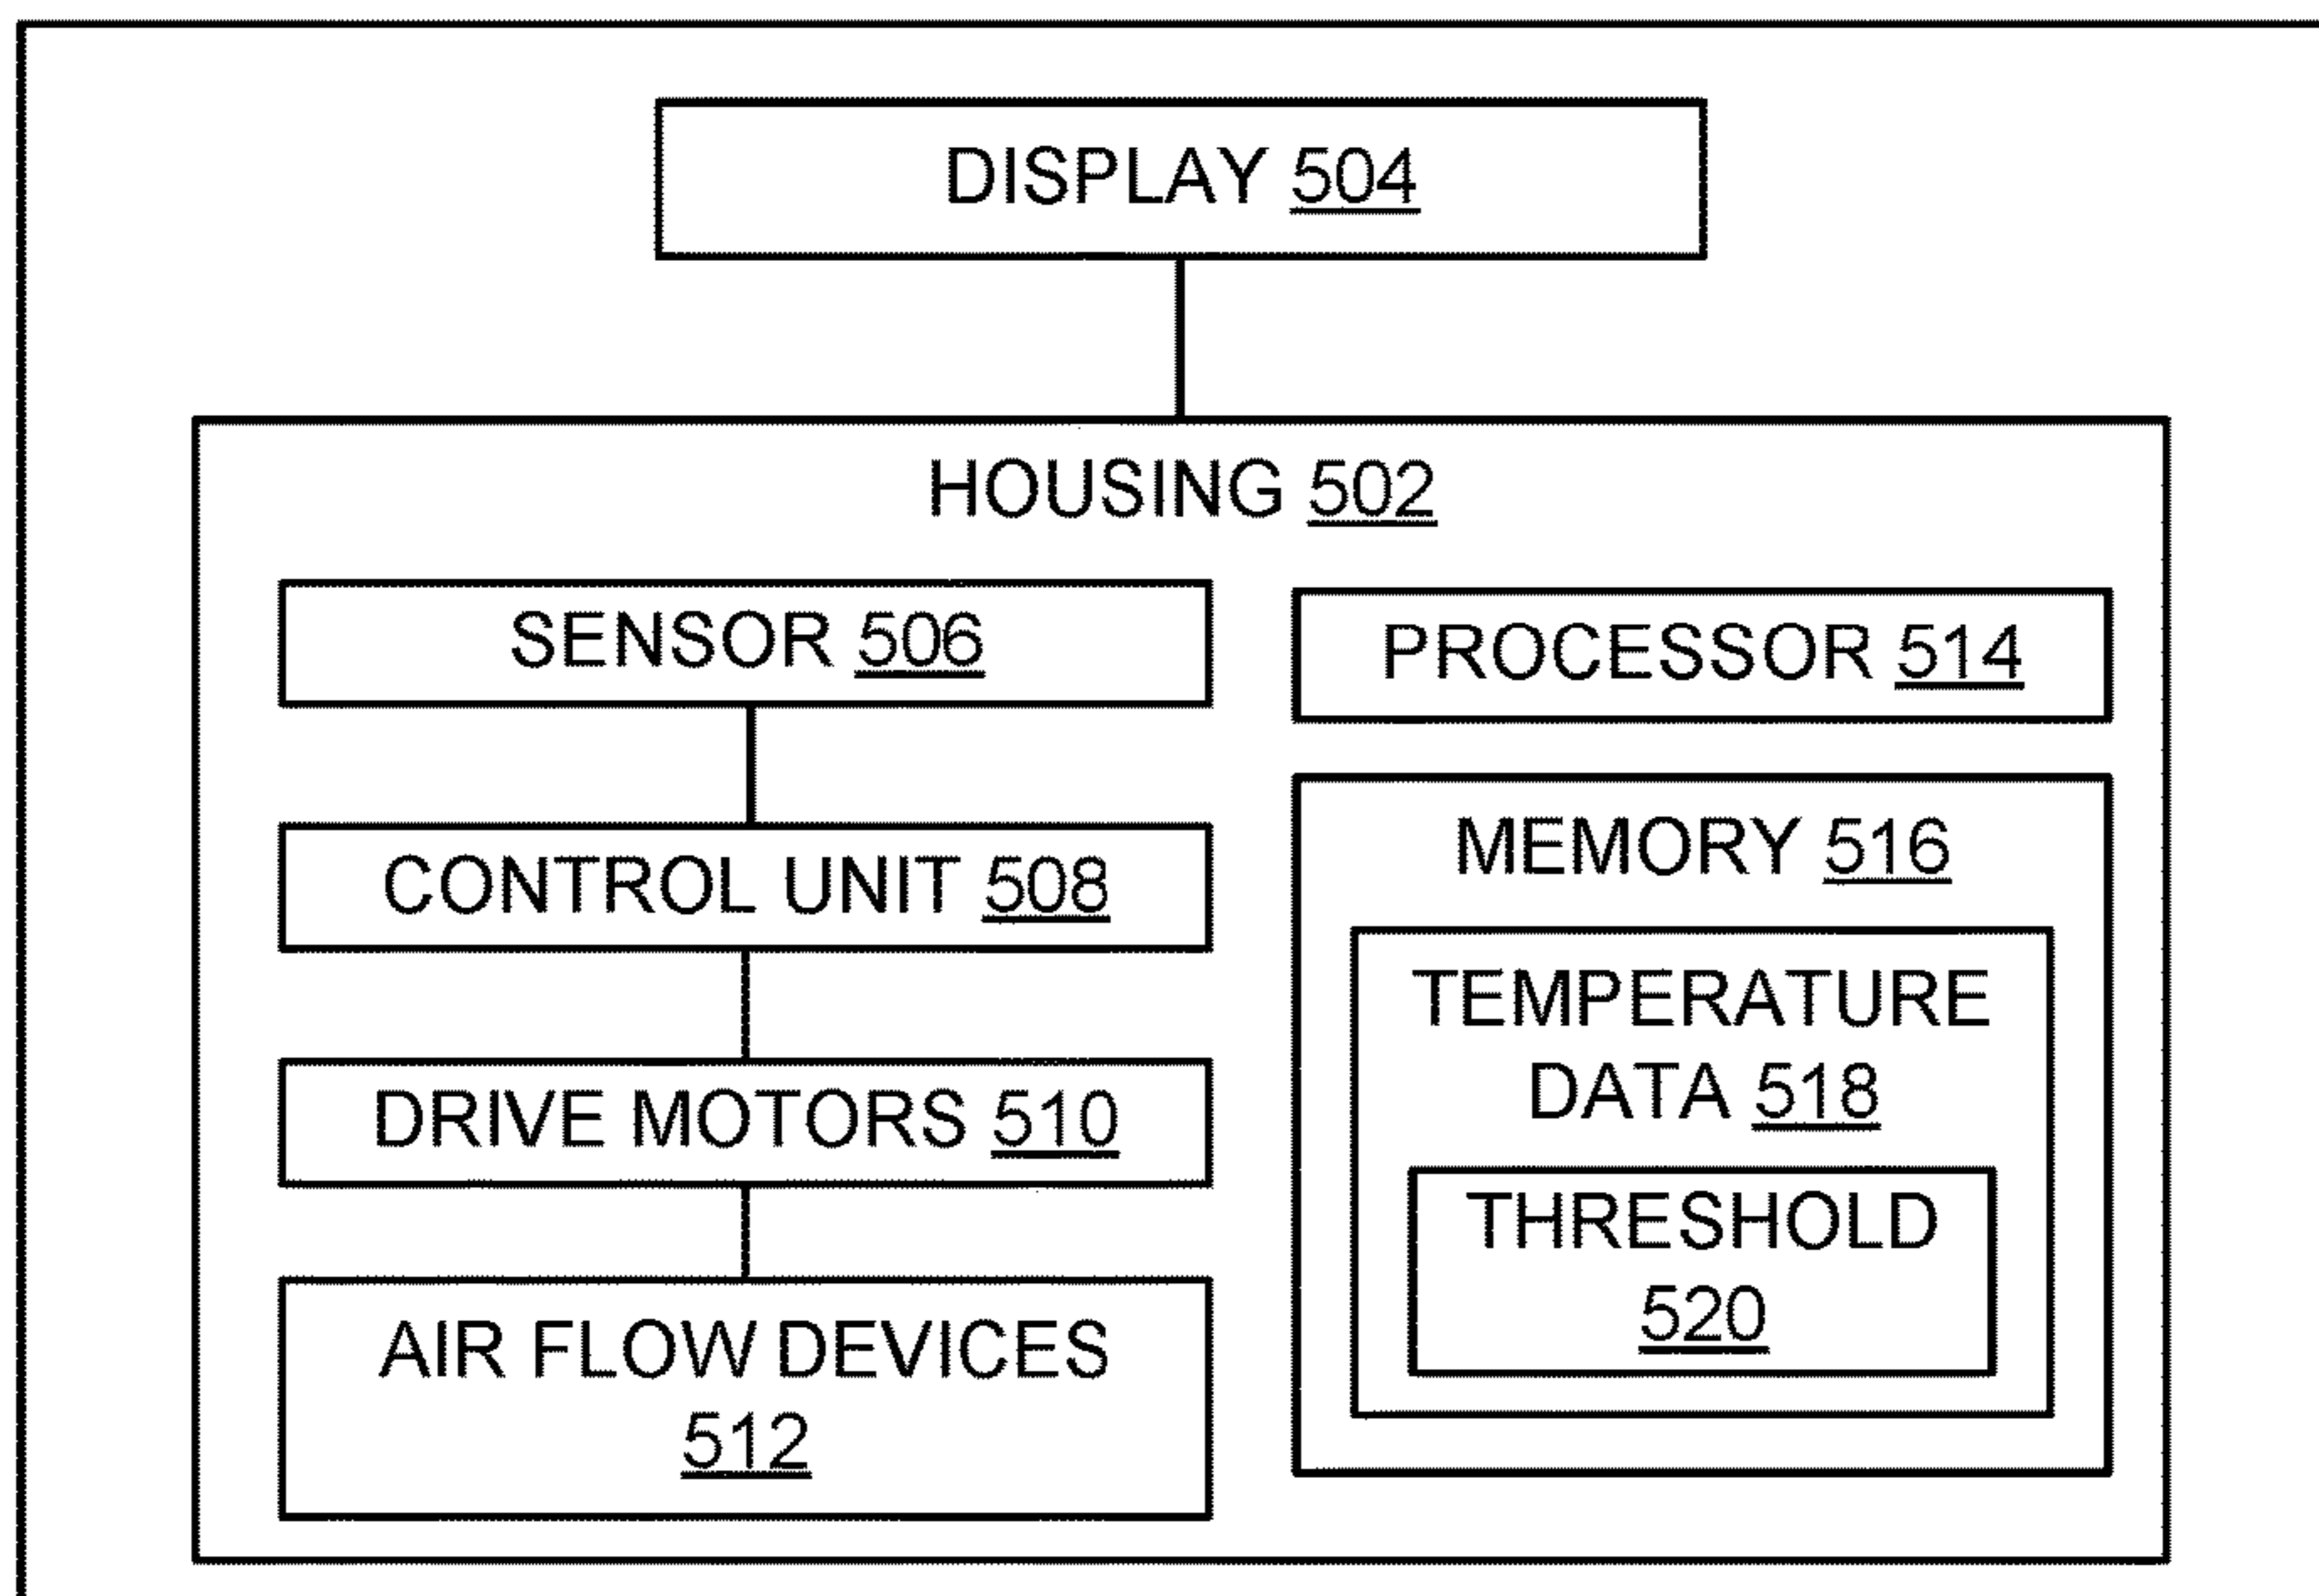 DISPLAY 504
HOUSING 502
SENSOR 506
CONTROL UNIT 508
DRIVE MOTORS 510
AIR FLOW DEVICES
512
PROCESSOR 514
MEMORY 516
TEMPERATURE
DATA 518
THRESHOLD
520